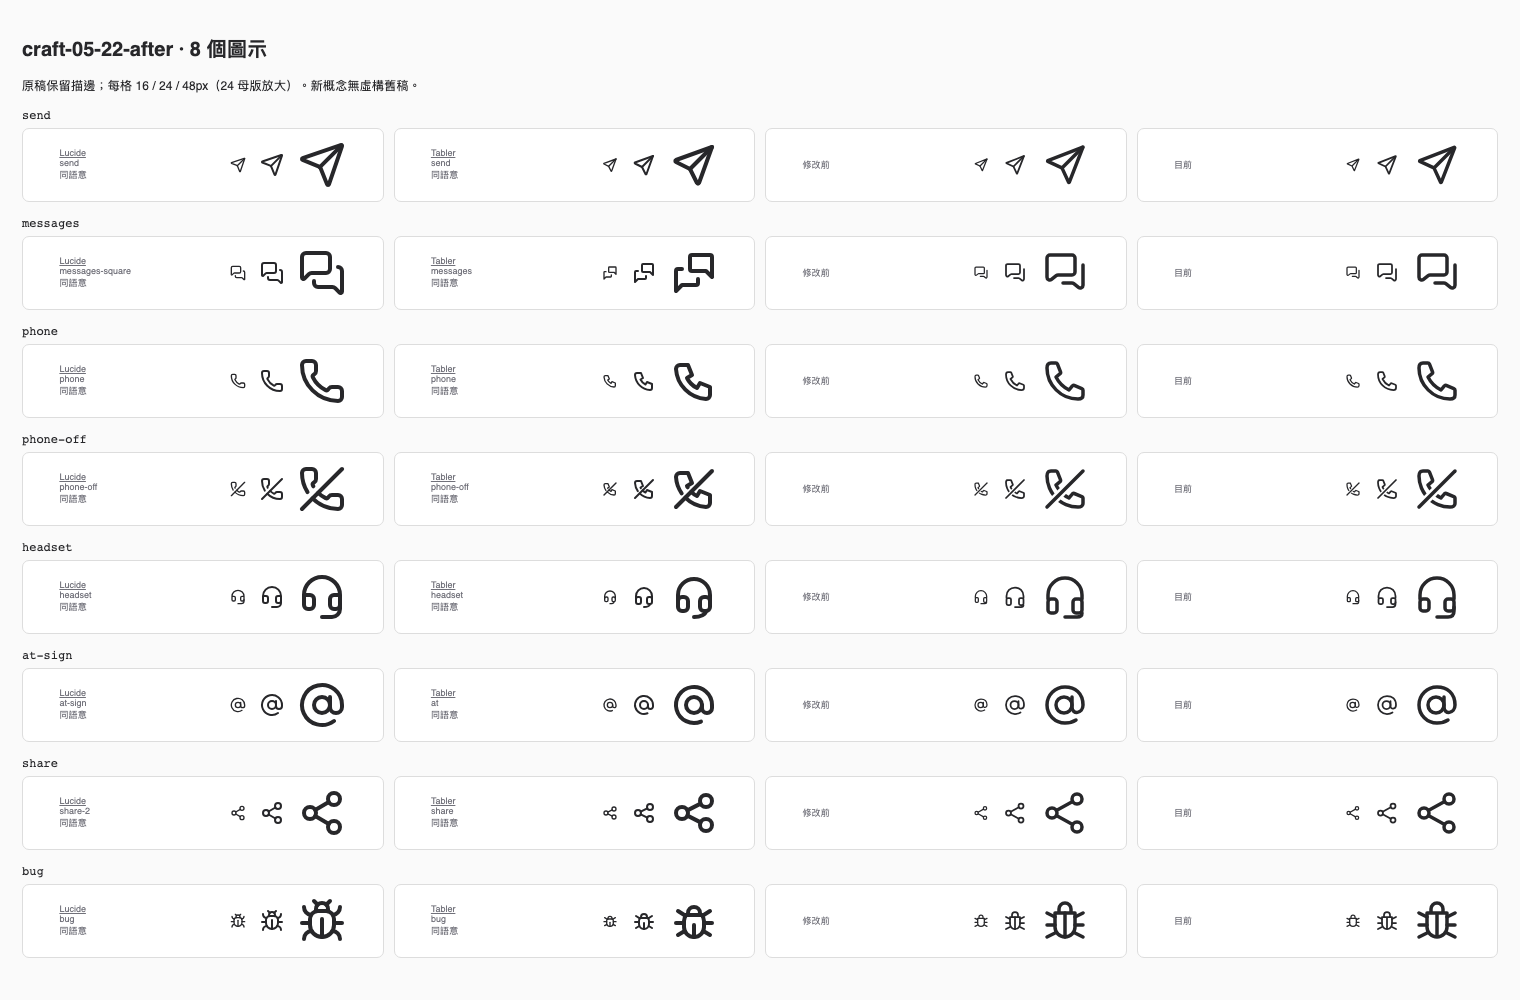 craft-05-22-after · 8 個圖示
原稿保留描邊；每格 16 / 24 / 48px（24 母版放大）。新概念無虛構舊稿。
send
Lucide
send
同語意
Tabler
send
同語意
修改前
目前
messages
Lucide
messages-square
同語意
Tabler
messages
同語意
修改前
目前
phone
Lucide
phone
同語意
Tabler
phone
同語意
修改前
目前
phone-off
Lucide
phone-off
同語意
Tabler
phone-off
同語意
修改前
目前
headset
Lucide
headset
同語意
Tabler
headset
同語意
修改前
目前
at-sign
Lucide
at-sign
同語意
Tabler
at
同語意
修改前
目前
share
Lucide
share-2
同語意
Tabler
share
同語意
修改前
目前
bug
Lucide
bug
同語意
Tabler
bug
同語意
修改前
目前